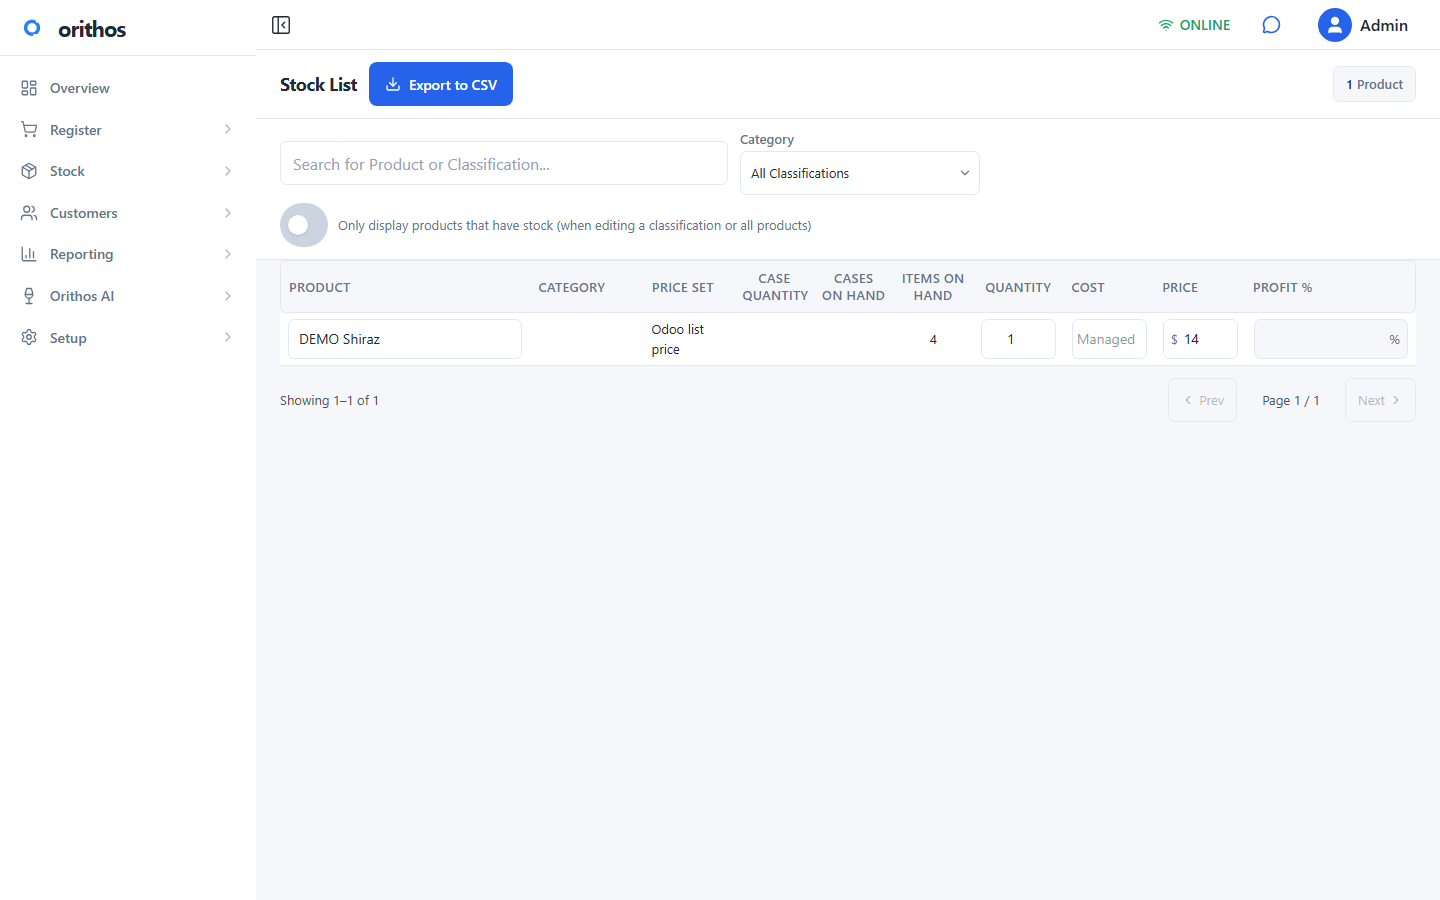 orithos
ONLINE
Admin
Overview
Register
Stock
Customers
Reporting
Orithos AI
Setup
Stock List
Export to CSV
1 Product
Search for Product or Classification...
Category
All Classifications
Only display products that have stock (when editing a classification or all products)
PRODUCT CATEGORY PRICE SET CASE QUANTITY CASES ON HAND ITEMS ON HAND QUANTITY COST PRICE PROFIT %
DEMO Shiraz Odoo list price 4 1 Managed $ 14 %
Showing 1–1 of 1
Prev Page 1 / 1 Next